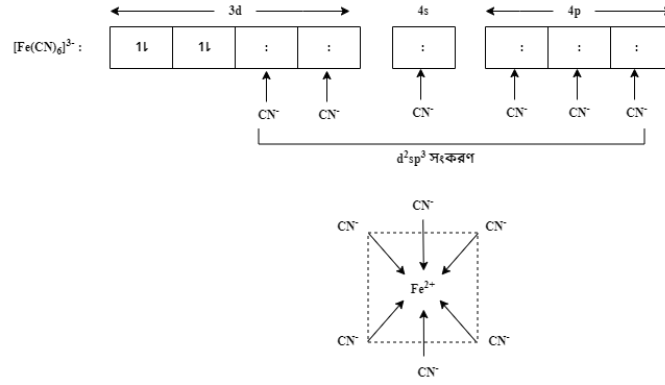 3d 4s 4p
[Fe(CN)₆]³⁻ : 1l 1l : : : : : :
CN⁻ CN⁻ CN⁻ CN⁻ CN⁻ CN⁻
d²sp³ সংকরণ
CN⁻
CN⁻ CN⁻
Fe²⁺
CN⁻ CN⁻
CN⁻